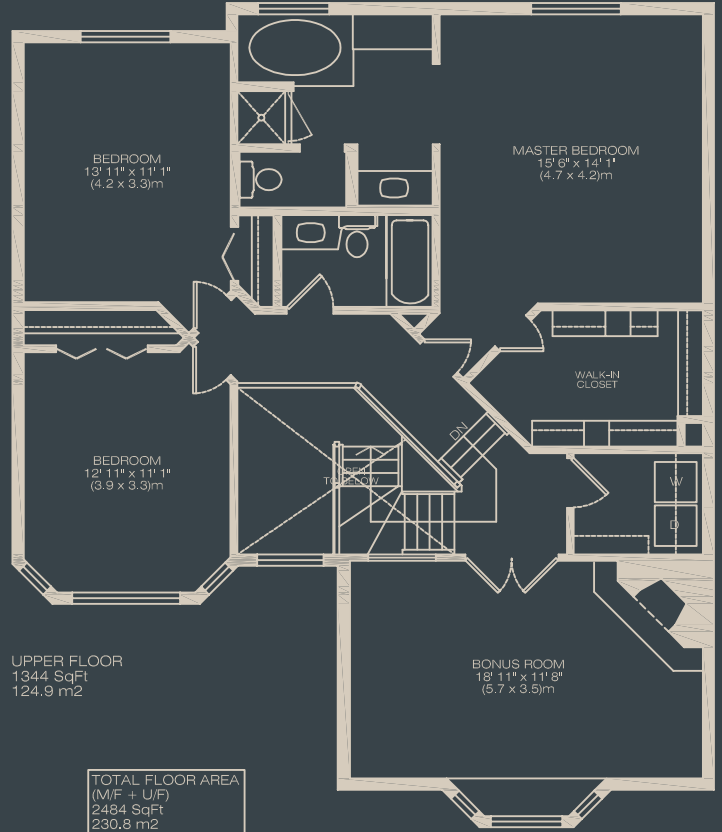 MASTER BEDROOM
15' 6" x 14' 1"
(4.7 x 4.2)m
BEDROOM
13' 11" x 11' 1"
(4.2 x 3.3)m
WALK-IN
CLOSET
DN
BEDROOM
12' 11" x 11' 1"
(3.9 x 3.3)m
OPEN
TO BELOW
W
D
UPPER FLOOR
1344 SqFt
124.9 m2
BONUS ROOM
18' 11" x 11' 8"
(5.7 x 3.5)m
TOTAL FLOOR AREA
(M/F + U/F)
2484 SqFt
230.8 m2